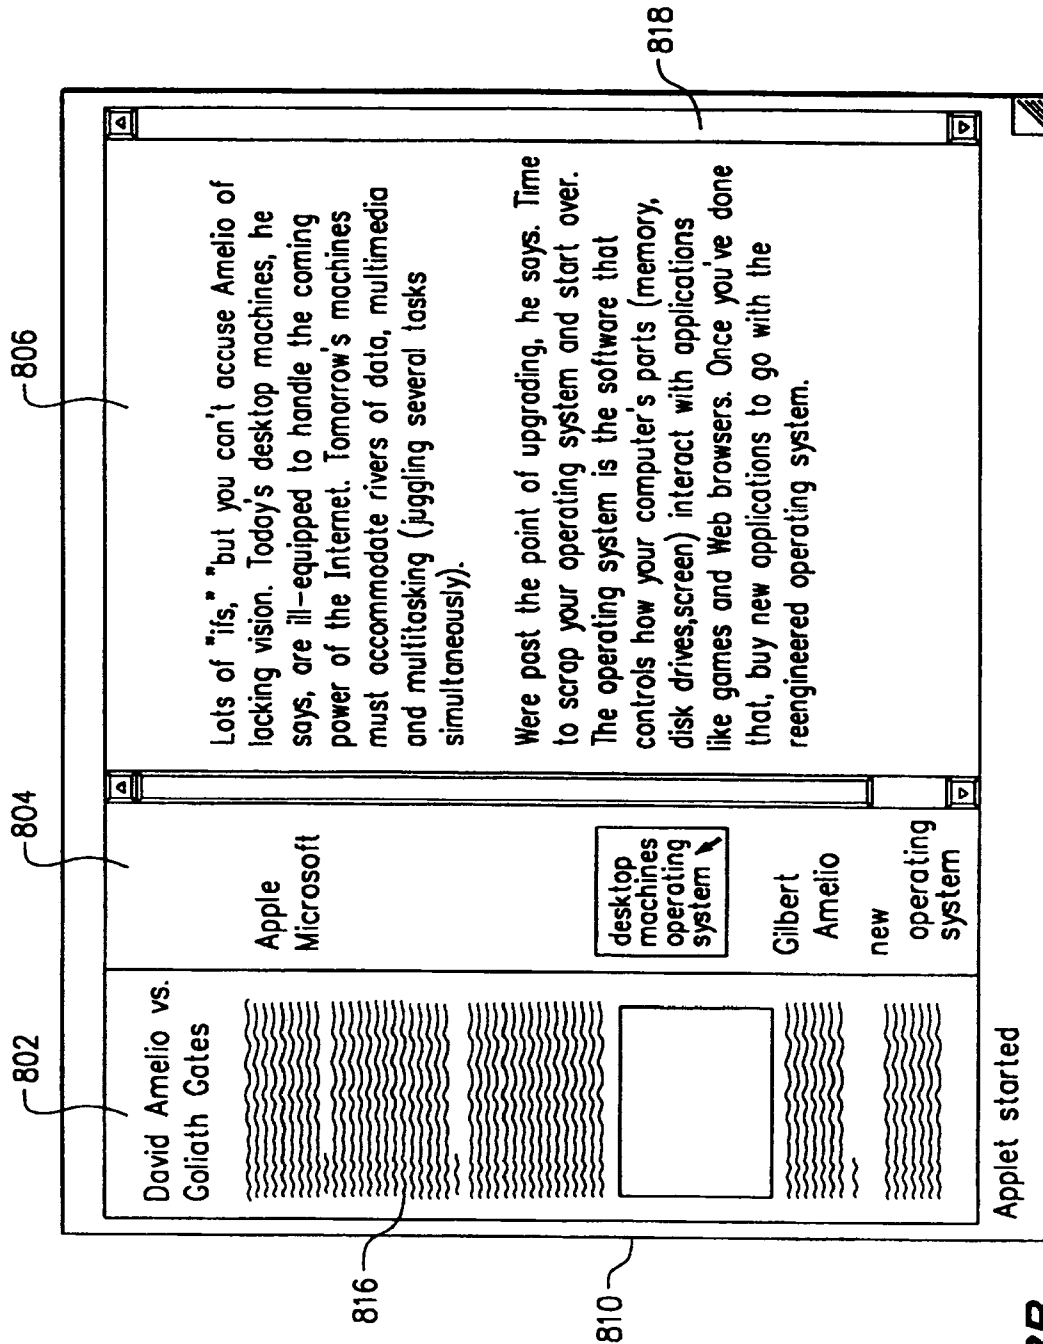 802
804
806
David Amelio vs.
Goliath Gates
Apple
Microsoft
desktop
machines
operating
system
Gilbert
Amelio
new
operating
system
Lots of "ifs," "but you can't accuse Amelio of
lacking vision. Today's desktop machines, he
says, are ill-equipped to handle the coming
power of the Internet. Tomorrow's machines
must accommodate rivers of data, multimedia
and multitasking (juggling several tasks
simultaneously).
Were past the point of upgrading, he says. Time
to scrap your operating system and start over.
The operating system is the software that
controls how your computer's parts (memory,
disk drives,screen) interact with applications
like games and Web browsers. Once you've done
that, buy new applications to go with the
reengineered operating system.
816
810
818
Applet started